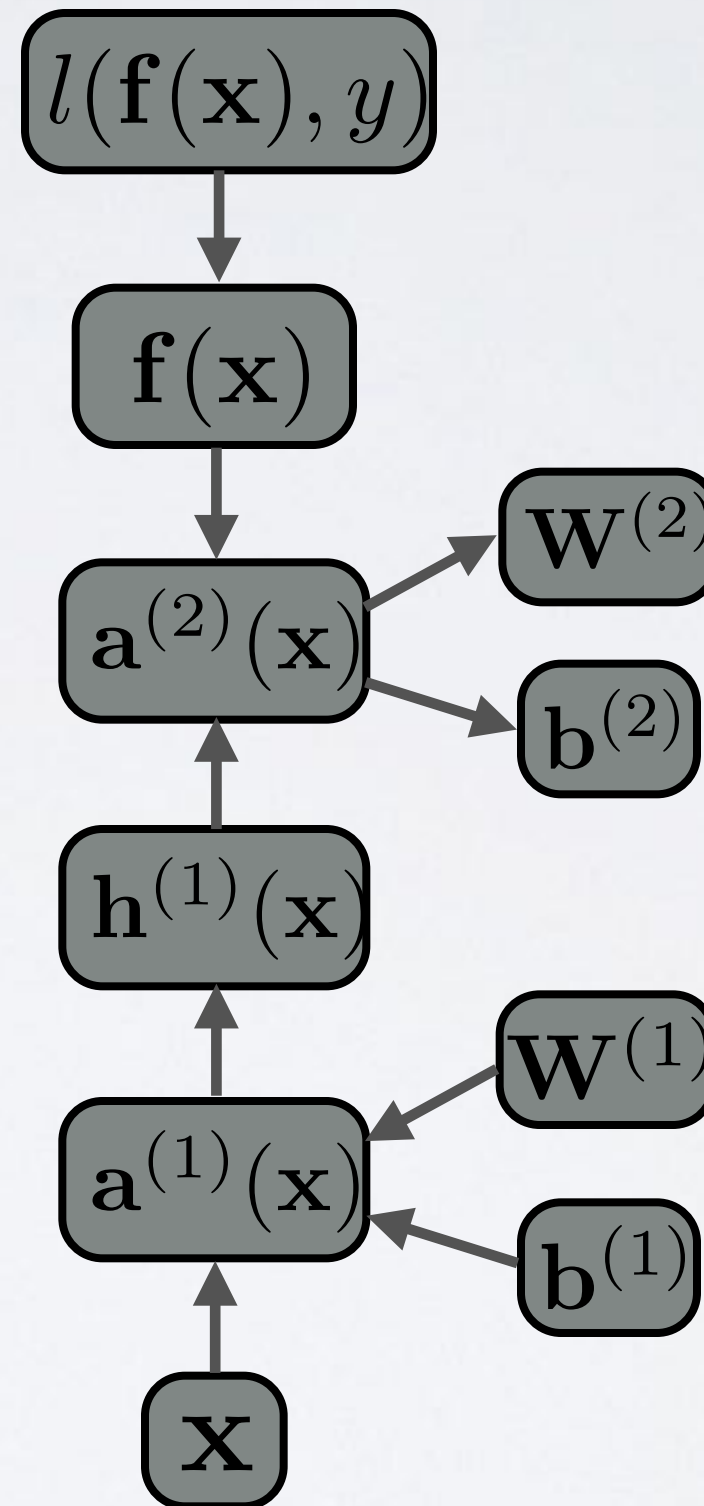 l(f(x), y)
f(x)
W^(2)
a^(2)(x)
b^(2)
h^(1)(x)
W^(1)
a^(1)(x)
b^(1)
x